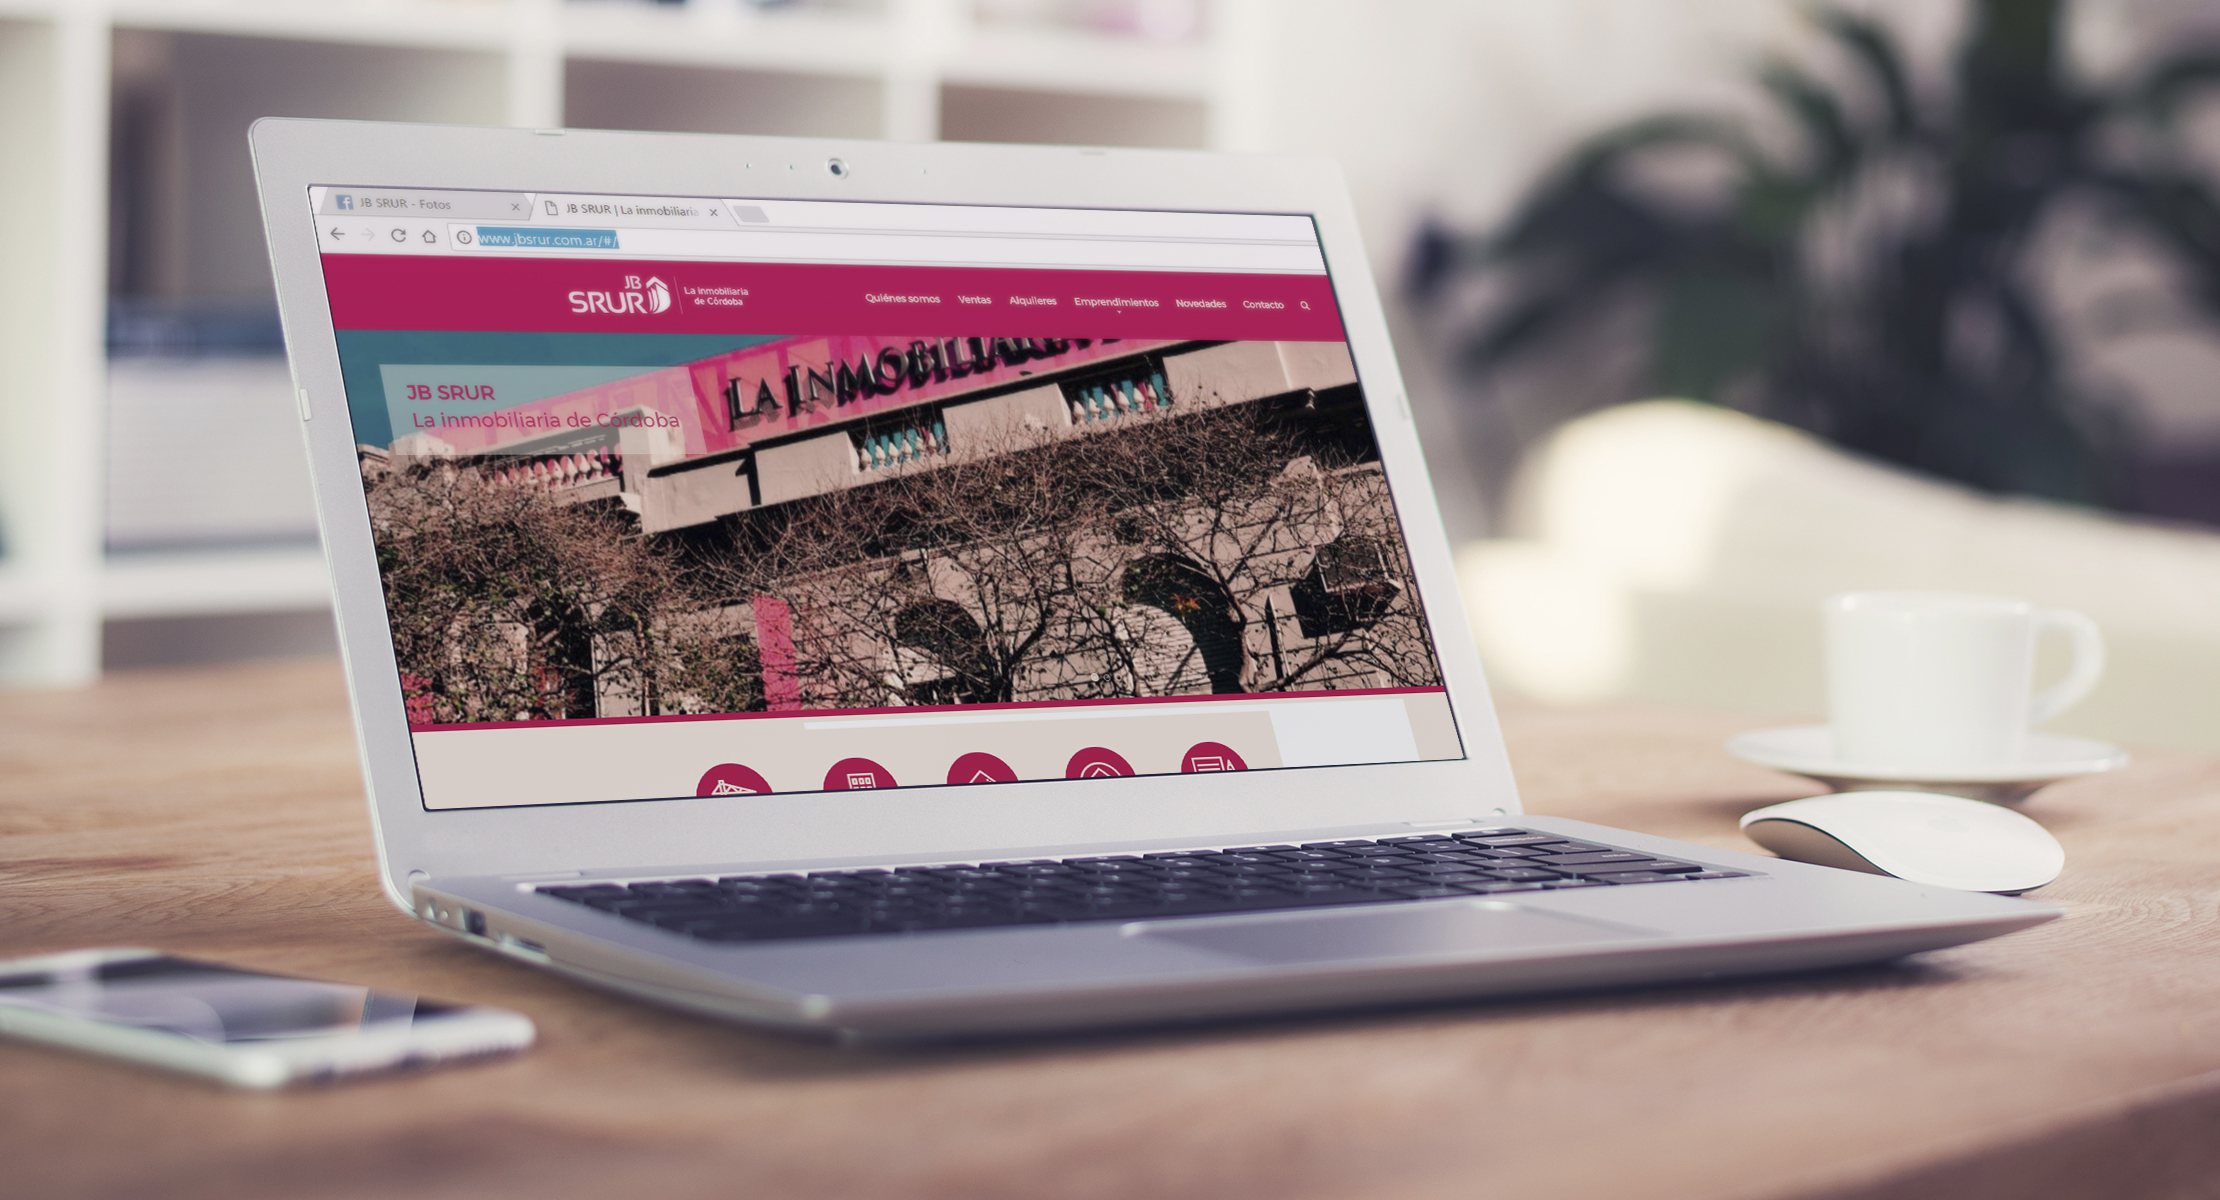 JB SRUR - Fotos
JB SRUR | La inmobiliaria
www.jbsrur.com.ar/#/
JB
SRUR
La inmobiliaria
de Córdoba
Quiénes somos
Ventas
Alquileres
Emprendimientos
Novedades
Contacto
LA INMOBILIARIA
JB SRUR
La inmobiliaria de Córdoba